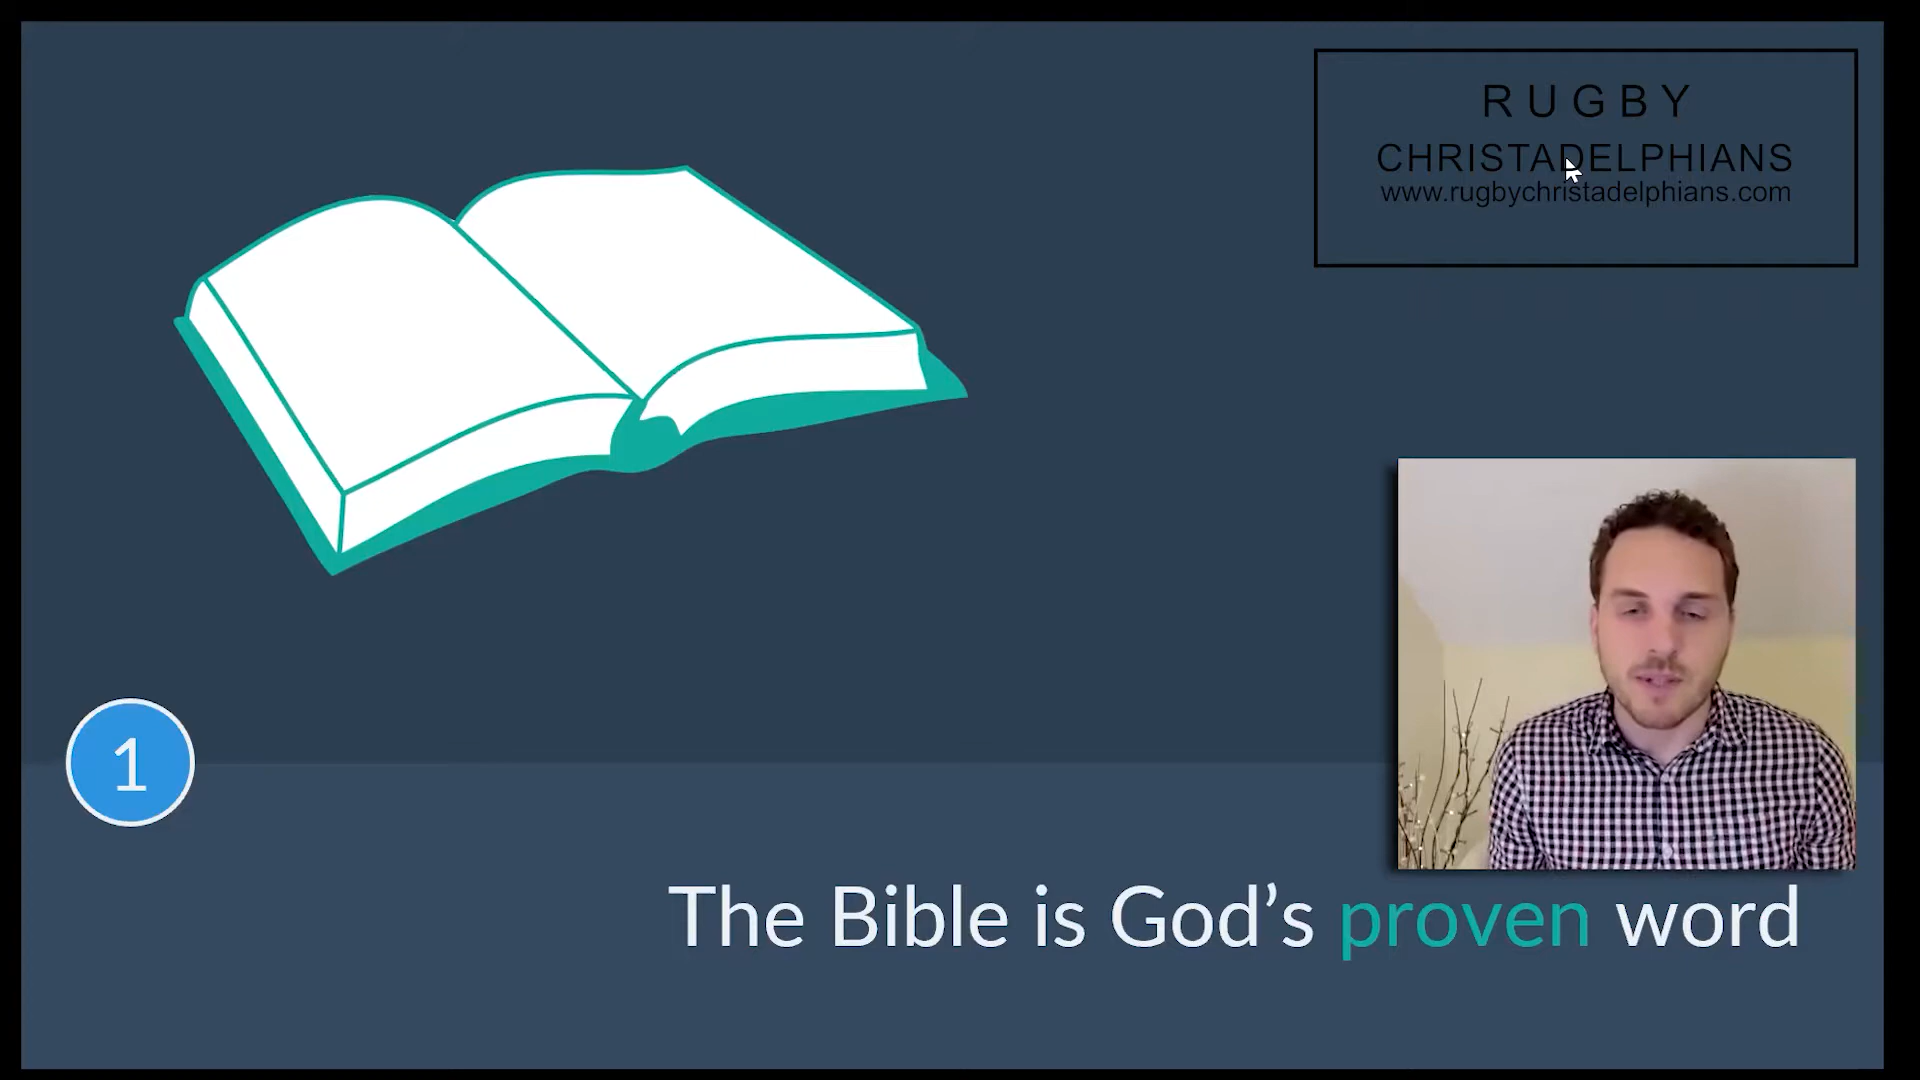 RUGBY
CHRISTADELPHIANS
www.rugbychristadelphians.com
1
The Bible is God’s proven word